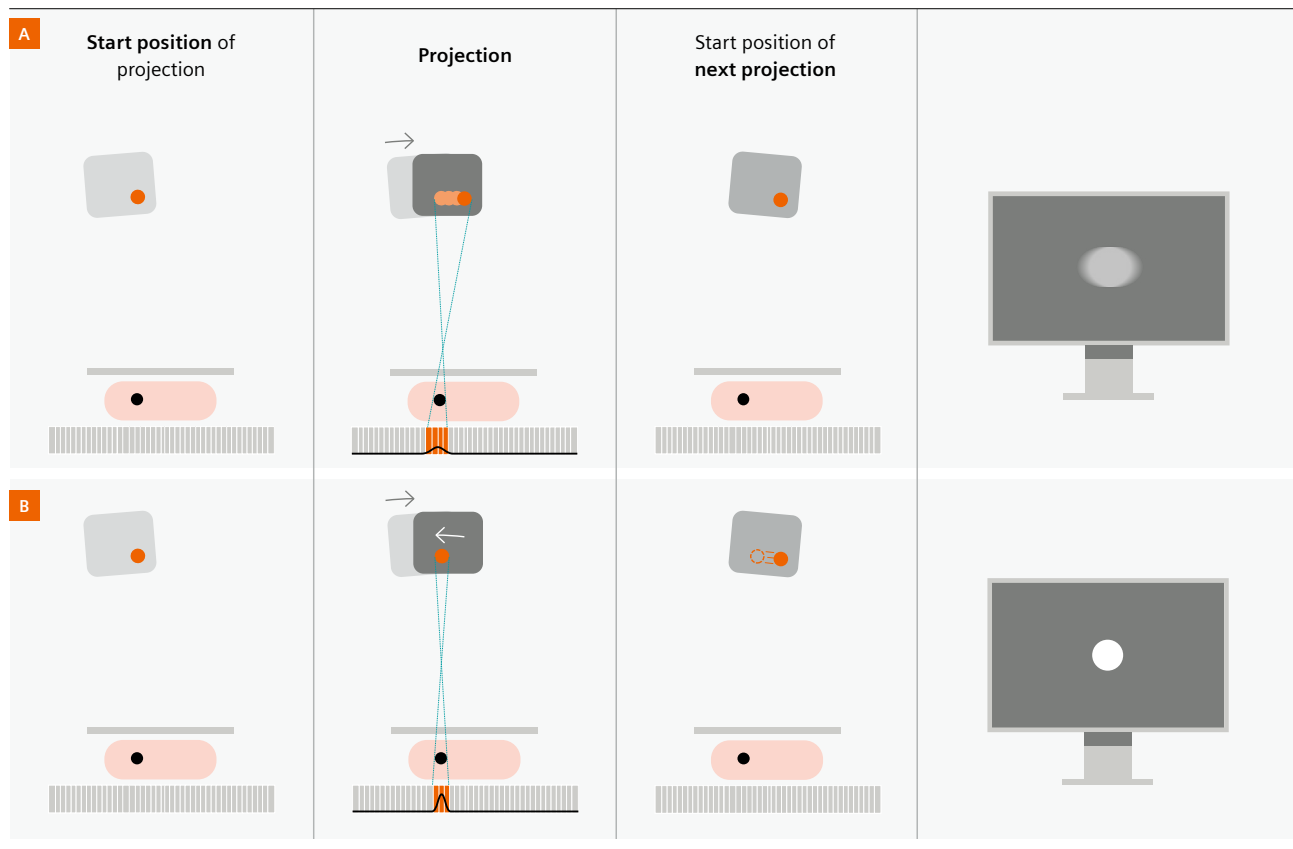 A
Start position of
projection
Projection
Start position of
next projection
B